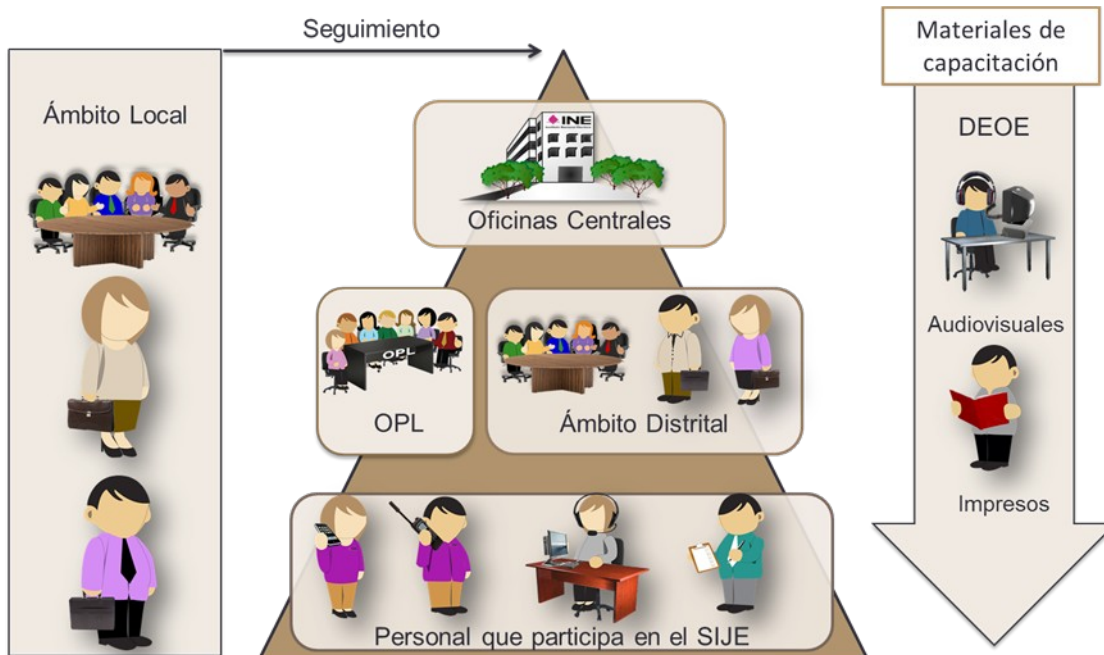 Seguimiento
Materiales de
capacitación
Ámbito Local
INE
Oficinas Centrales
DEOE
Audiovisuales
OPL
OPL
Ámbito Distrital
Impresos
Personal que participa en el SIJE